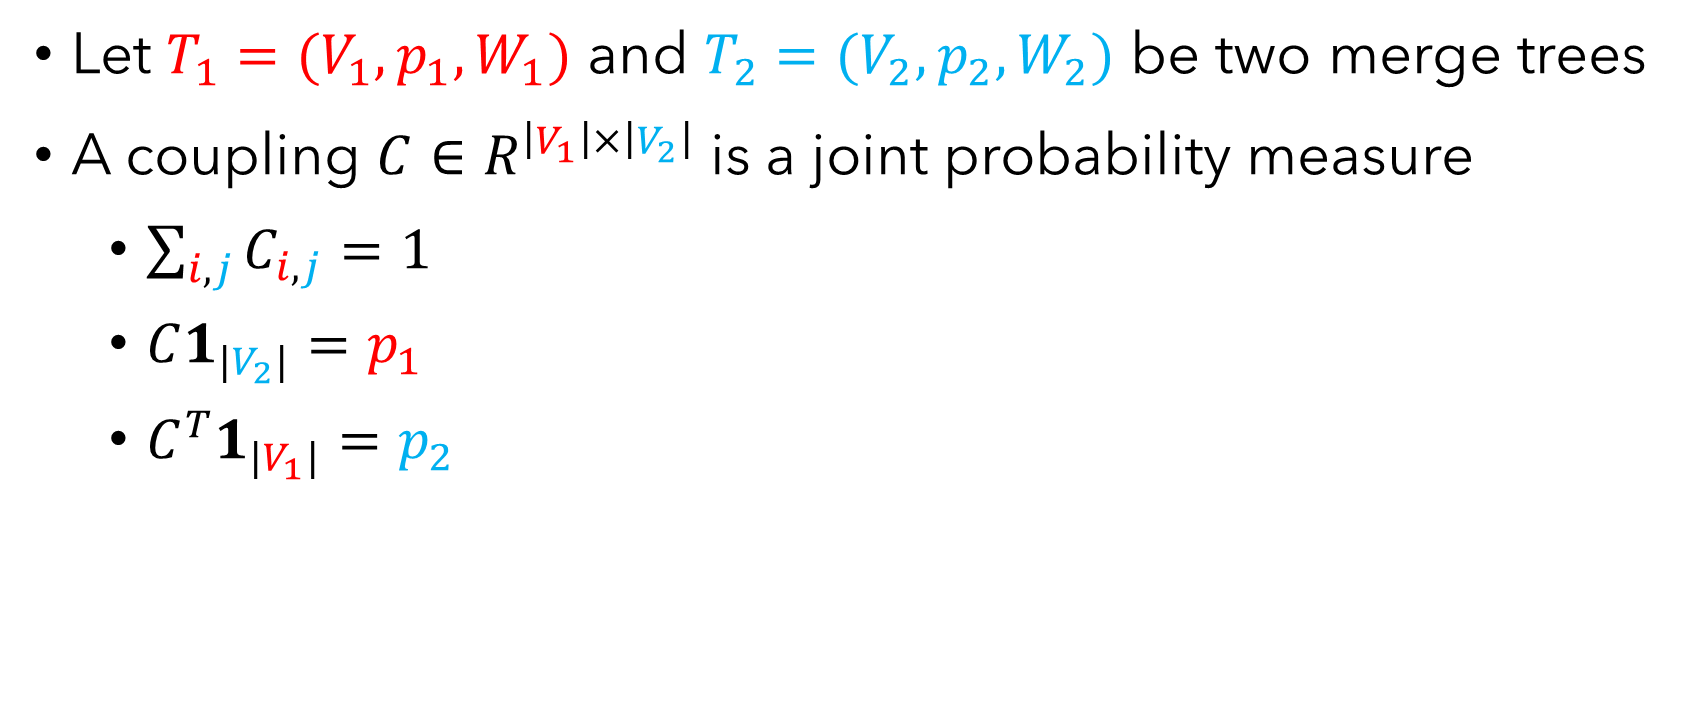 • Let T₁ = (V₁, p₁, W₁) and T₂ = (V₂, p₂, W₂) be two merge trees
• A coupling C ∈ R^{|V₁|×|V₂|} is a joint probability measure
• ∑_{i,j} C_{i,j} = 1
• C𝟏_{|V₂|} = p₁
• Cᵀ𝟏_{|V₁|} = p₂